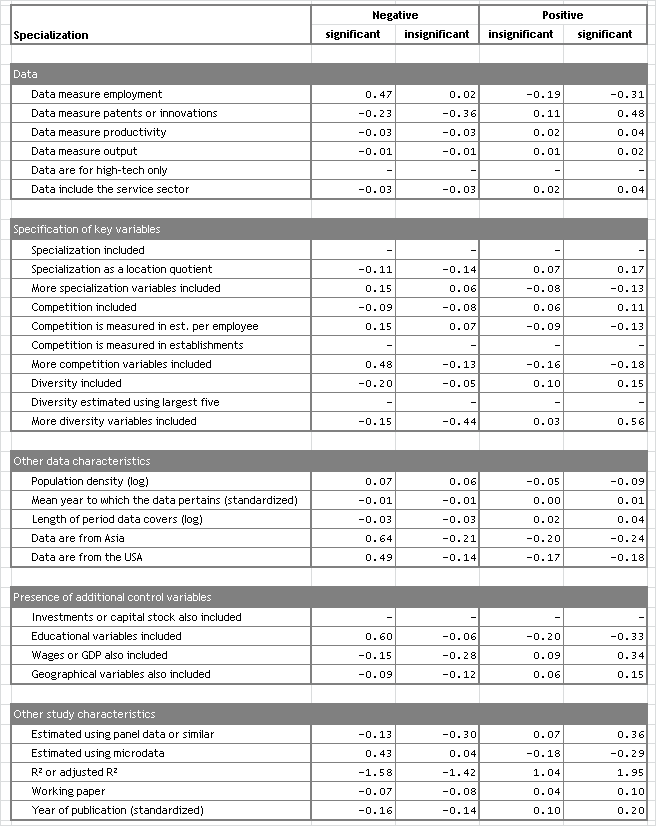 Negative Positive
Specialization significant insignificant insignificant significant
Data
Data measure employment 0.47 0.02 −0.19 −0.31
Data measure patents or innovations −0.23 −0.36 0.11 0.48
Data measure productivity −0.03 −0.03 0.02 0.04
Data measure output −0.01 −0.01 0.01 0.02
Data are for high-tech only – – – –
Data include the service sector −0.03 −0.03 0.02 0.04
Specification of key variables
Specialization included – – – –
Specialization as a location quotient −0.11 −0.14 0.07 0.17
More specialization variables included 0.15 0.06 −0.08 −0.13
Competition included −0.09 −0.08 0.06 0.11
Competition is measured in est. per employee 0.15 0.07 −0.09 −0.13
Competition is measured in establishments – – – –
More competition variables included 0.48 −0.13 −0.16 −0.18
Diversity included −0.20 −0.05 0.10 0.15
Diversity estimated using largest five – – – –
More diversity variables included −0.15 −0.44 0.03 0.56
Other data characteristics
Population density (log) 0.07 0.06 −0.05 −0.09
Mean year to which the data pertains (standardized) −0.01 −0.01 0.00 0.01
Length of period data covers (log) −0.03 −0.03 0.02 0.04
Data are from Asia 0.64 −0.21 −0.20 −0.24
Data are from the USA 0.49 −0.14 −0.17 −0.18
Presence of additional control variables
Investments or capital stock also included – – – –
Educational variables included 0.60 −0.06 −0.20 −0.33
Wages or GDP also included −0.15 −0.28 0.09 0.34
Geographical variables also included −0.09 −0.12 0.06 0.15
Other study characteristics
Estimated using panel data or similar −0.13 −0.30 0.07 0.36
Estimated using microdata 0.43 0.04 −0.18 −0.29
R² or adjusted R² −1.58 −1.42 1.04 1.95
Working paper −0.07 −0.08 0.04 0.10
Year of publication (standardized) −0.16 −0.14 0.10 0.20